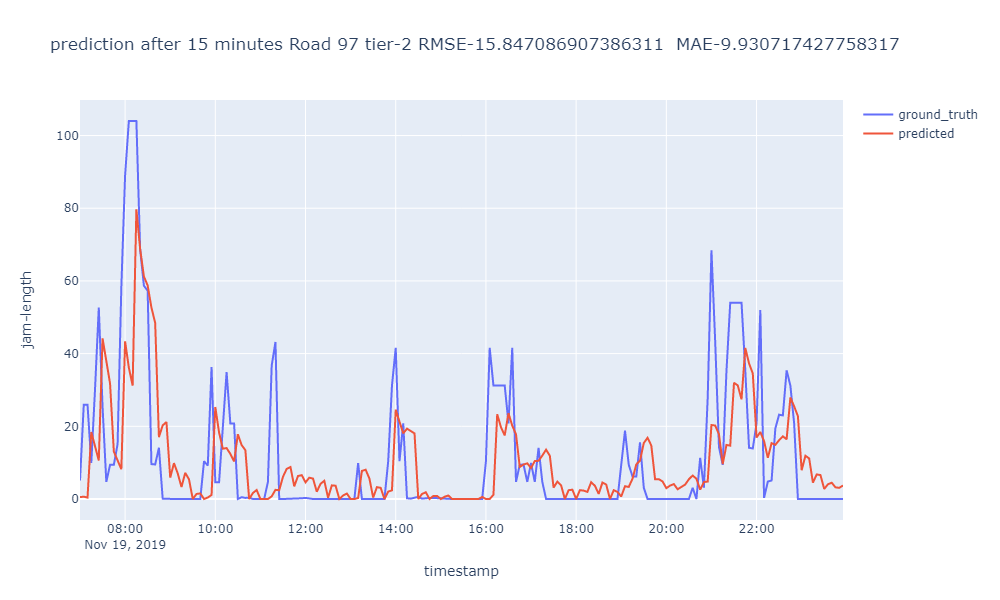 prediction after 15 minutes Road 97 tier-2 RMSE-15.847086907386311  MAE-9.930717427758317
ground_truth
predicted
100
80
60
40
20
0
jam-length
08:00 10:00 12:00 14:00 16:00 18:00 20:00 22:00
Nov 19, 2019
timestamp